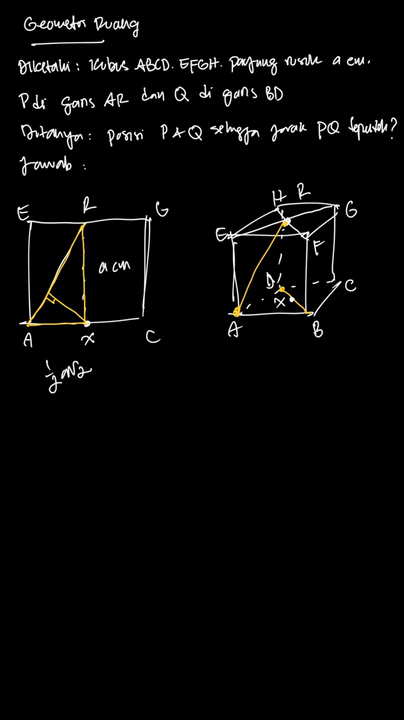 Geometri Ruang
Diketahui : Kubus ABCD. EFGH. panjang rusuk a cm.
P di garis AR dan Q di garis BD
Ditanya : posisi P & Q sehingga jarak PQ
Jawab :
E R G
a cm
A X C
1/2 a√2
H R G
E F
D C
X
A B